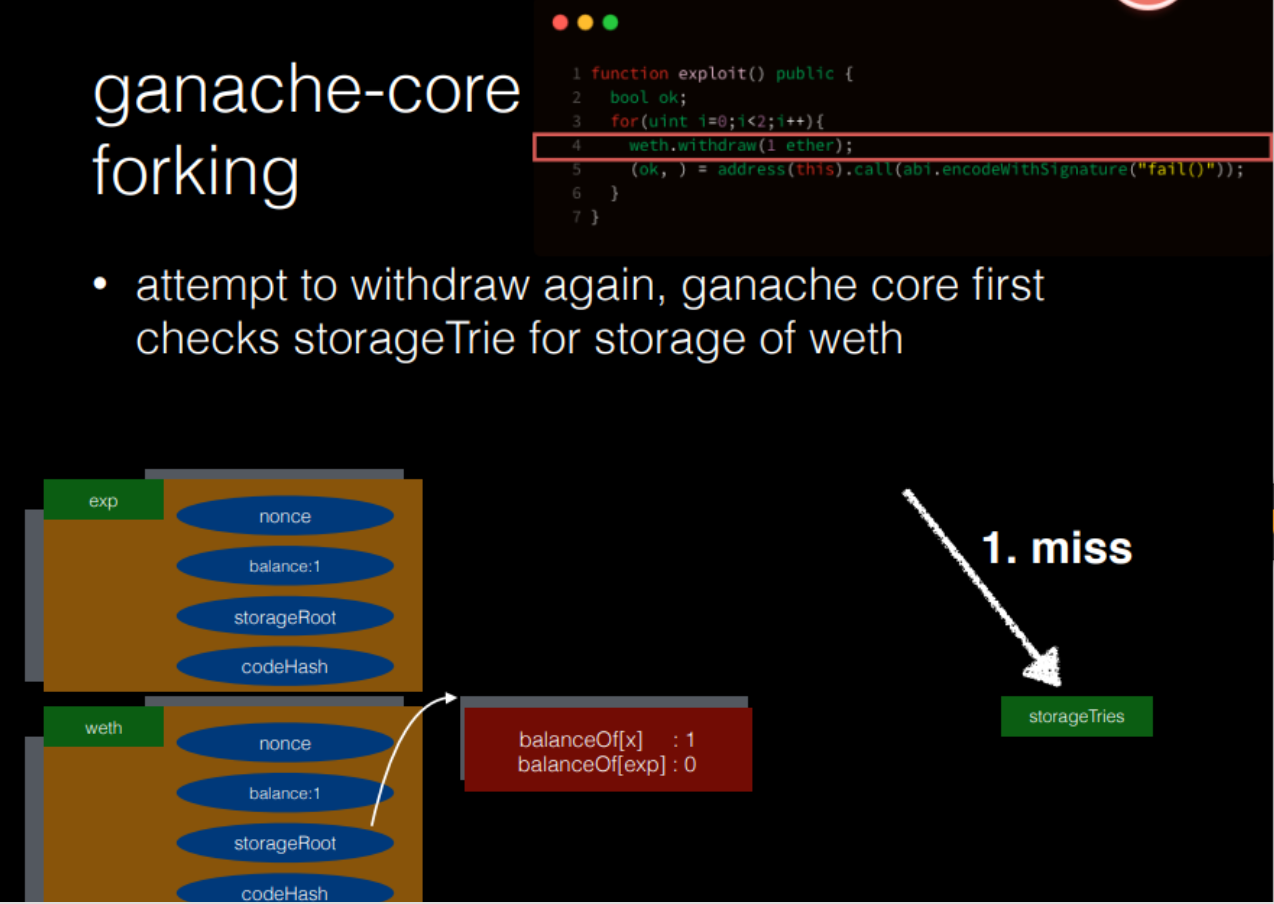 ganache-core
forking
1 function exploit() public {
2 bool ok;
3 for(uint i=0;i<2;i++){
4 weth.withdraw(1 ether);
5 (ok, ) = address(this).call(abi.encodeWithSignature("fail()"));
6 }
7 }
• attempt to withdraw again, ganache core first
checks storageTrie for storage of weth
exp
nonce
balance:1
storageRoot
codeHash
1. miss
weth
nonce
balance:1
storageRoot
codeHash
balanceOf[x] : 1
balanceOf[exp] : 0
storageTries